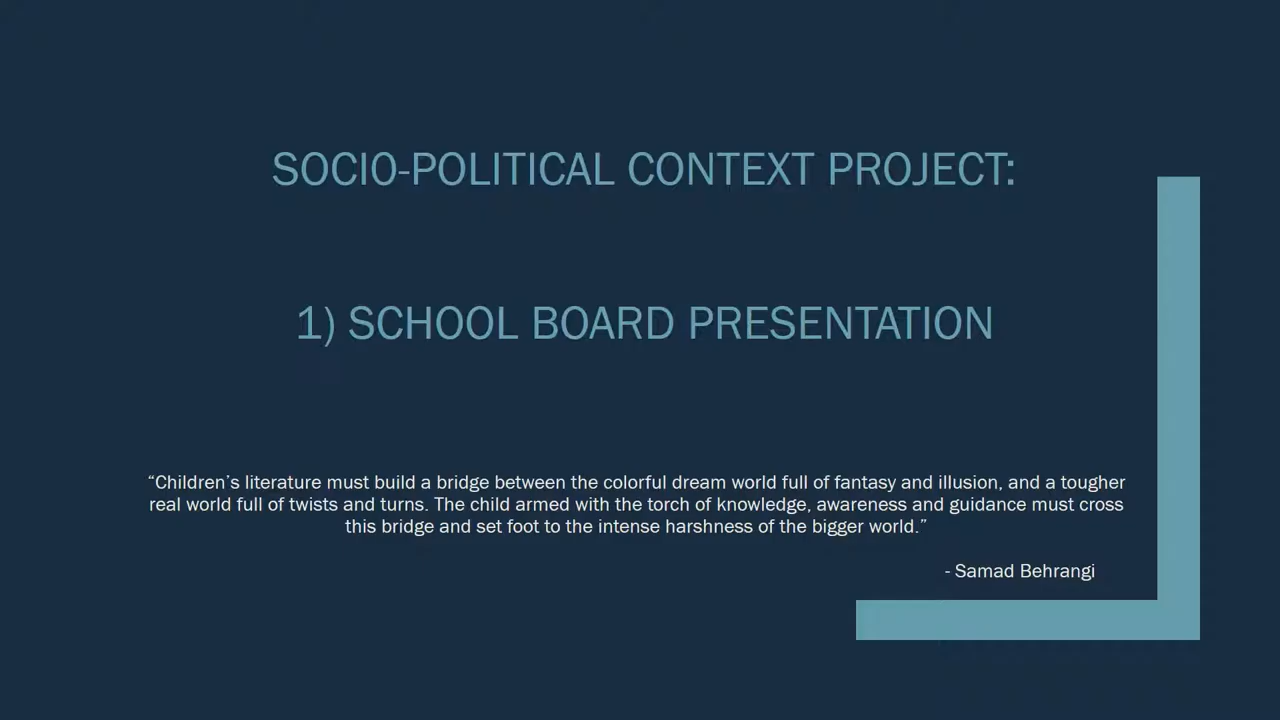 SOCIO-POLITICAL CONTEXT PROJECT:
1) SCHOOL BOARD PRESENTATION
“Children’s literature must build a bridge between the colorful dream world full of fantasy and illusion, and a tougher
real world full of twists and turns. The child armed with the torch of knowledge, awareness and guidance must cross
this bridge and set foot to the intense harshness of the bigger world.”
- Samad Behrangi